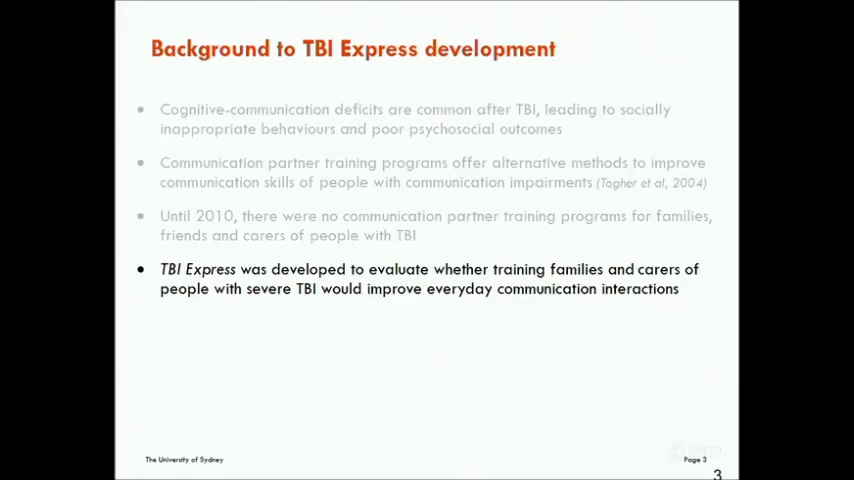 Background to TBI Express development
• Cognitive-communication deficits are common after TBI, leading to socially
inappropriate behaviours and poor psychosocial outcomes
• Communication partner training programs offer alternative methods to improve
communication skills of people with communication impairments (Togher et al, 2004)
• Until 2010, there were no communication partner training programs for families,
friends and carers of people with TBI
• TBI Express was developed to evaluate whether training families and carers of
people with severe TBI would improve everyday communication interactions
The University of Sydney
Page 3
3